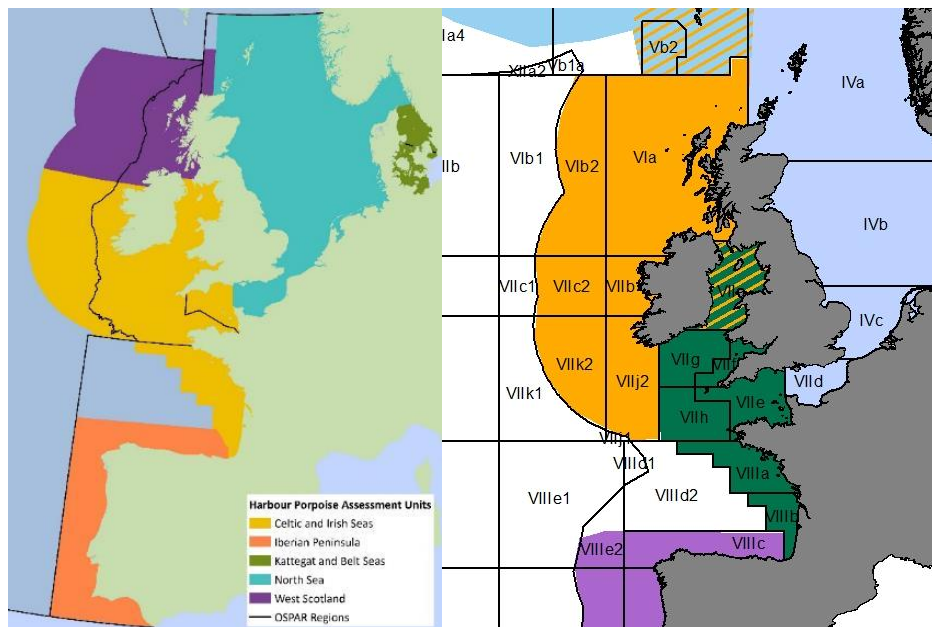 Harbour Porpoise Assessment Units
Celtic and Irish Seas
Iberian Peninsula
Kattegat and Belt Seas
North Sea
West Scotland
OSPAR Regions
Ia4
Vb2
XIIa2
Vb1a
IVa
IIb
VIb1
VIb2
VIa
IVb
VIIc1
VIIc2
VIIb
IVc
VIIk2
VIIg
VIIf
VIId
VIIk1
VIIj2
VIIe
VIIh
VIIj1
VIIId1
VIIIa
VIIIe1
VIIId2
VIIIb
VIIIe2
VIIIc